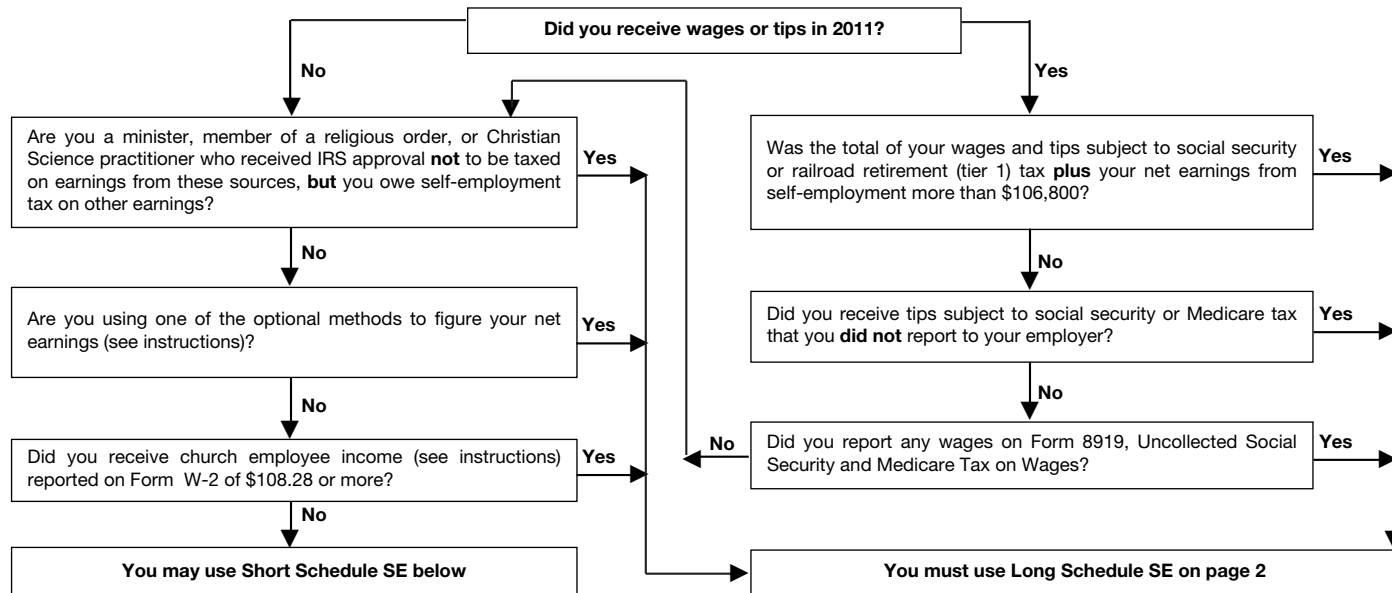 Did you receive wages or tips in 2011?
No
Yes
Are you a minister, member of a religious order, or Christian
Science practitioner who received IRS approval not to be taxed
on earnings from these sources, but you owe self-employment
tax on other earnings?
Yes
Was the total of your wages and tips subject to social security
or railroad retirement (tier 1) tax plus your net earnings from
self-employment more than $106,800?
Yes
No
No
Are you using one of the optional methods to figure your net
earnings (see instructions)?
Yes
Did you receive tips subject to social security or Medicare tax
that you did not report to your employer?
Yes
No
No
Did you receive church employee income (see instructions)
reported on Form W-2 of $108.28 or more?
Yes
No
Did you report any wages on Form 8919, Uncollected Social
Security and Medicare Tax on Wages?
Yes
No
You may use Short Schedule SE below
You must use Long Schedule SE on page 2